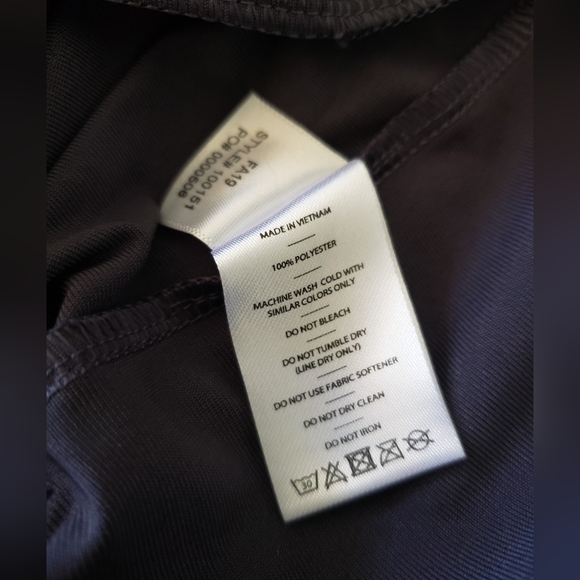 FA19
STYLE# 100151
PO# 0000606
MADE IN VIETNAM
100% POLYESTER
MACHINE WASH COLD WITH
SIMILAR COLORS ONLY
DO NOT BLEACH
DO NOT TUMBLE DRY
(LINE DRY ONLY)
DO NOT USE FABRIC SOFTENER
DO NOT DRY CLEAN
DO NOT IRON
30